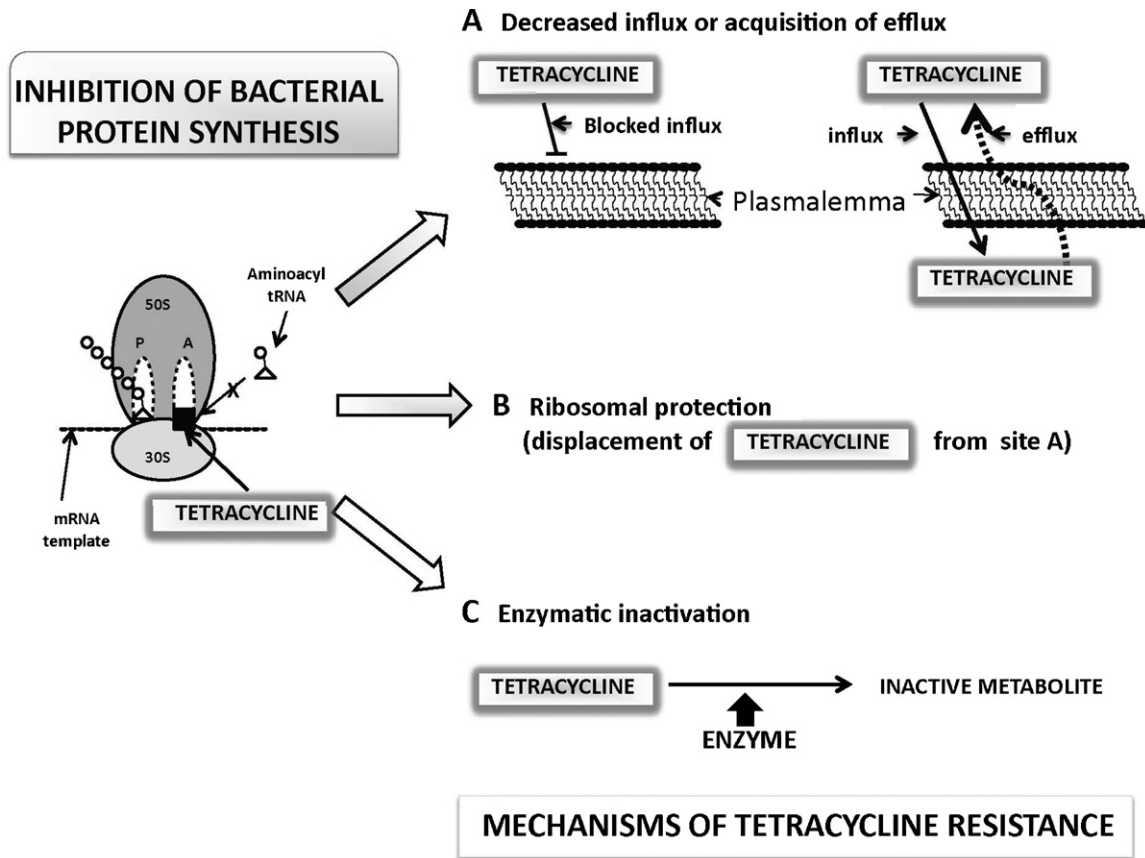 INHIBITION OF BACTERIAL
PROTEIN SYNTHESIS
A Decreased influx or acquisition of efflux
TETRACYCLINE
Blocked influx
TETRACYCLINE
influx
efflux
Plasmalemma
TETRACYCLINE
Aminoacyl
tRNA
50S
P
A
X
30S
mRNA
template
TETRACYCLINE
B Ribosomal protection
(displacement of TETRACYCLINE from site A)
C Enzymatic inactivation
TETRACYCLINE
INACTIVE METABOLITE
ENZYME
MECHANISMS OF TETRACYCLINE RESISTANCE